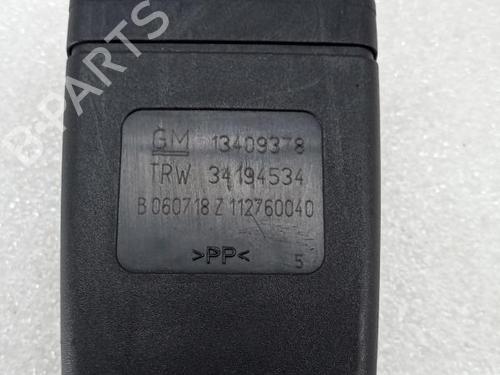 B-PARTS
GM 13409378
TRW 34194534
B 060718 Z 112760040
>PP< 5